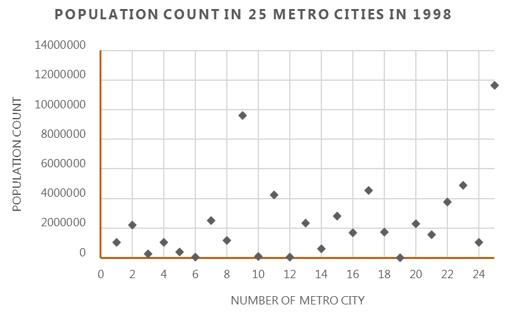 POPULATION COUNT IN 25 METRO CITIES IN 1998
14000000
12000000
10000000
8000000
6000000
4000000
2000000
0
POPULATION COUNT
0 2 4 6 8 10 12 14 16 18 20 22 24
NUMBER OF METRO CITY